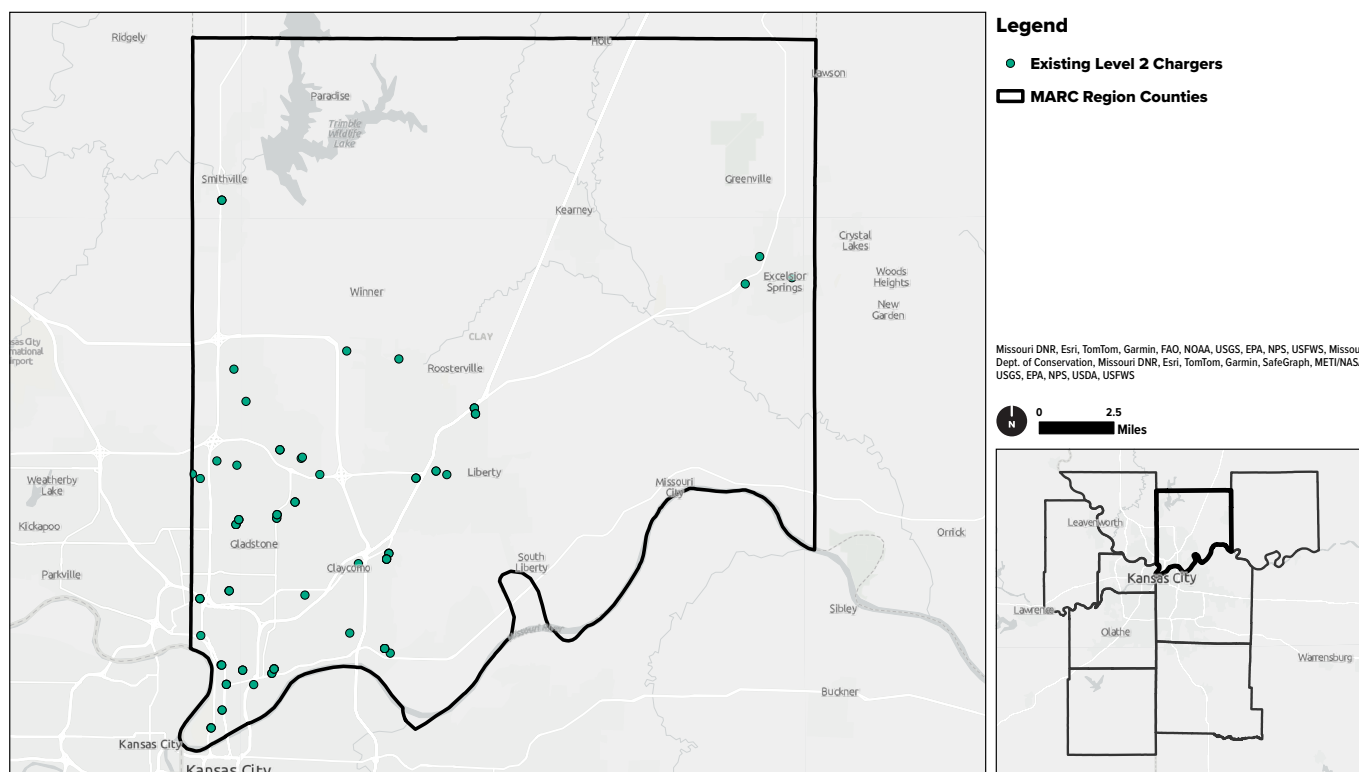 Ridgely
Holt
Lawson
Paradise
Trimble
Wildlife
Lake
Smithville
Greenville
Kearney
Crystal
Lakes
Excelsior
Springs
Woods
Heights
New
Garden
Winner
CLAY
Roosterville
Liberty
Weatherby
Lake
Missouri
City
Kickapoo
Orrick
Gladstone
Claycomo
South
Liberty
Parkville
Sibley
Buckner
Kansas City
Kansas City
Legend
Existing Level 2 Chargers
MARC Region Counties
Missouri DNR, Esri, TomTom, Garmin, FAO, NOAA, USGS, EPA, NPS, USFWS, Missou
Dept. of Conservation, Missouri DNR, Esri, TomTom, Garmin, SafeGraph, METI/NAS
USGS, EPA, NPS, USDA, USFWS
N
0 2.5
Miles
Leavenworth
Kansas City
Lawrence
Olathe
Warrensburg